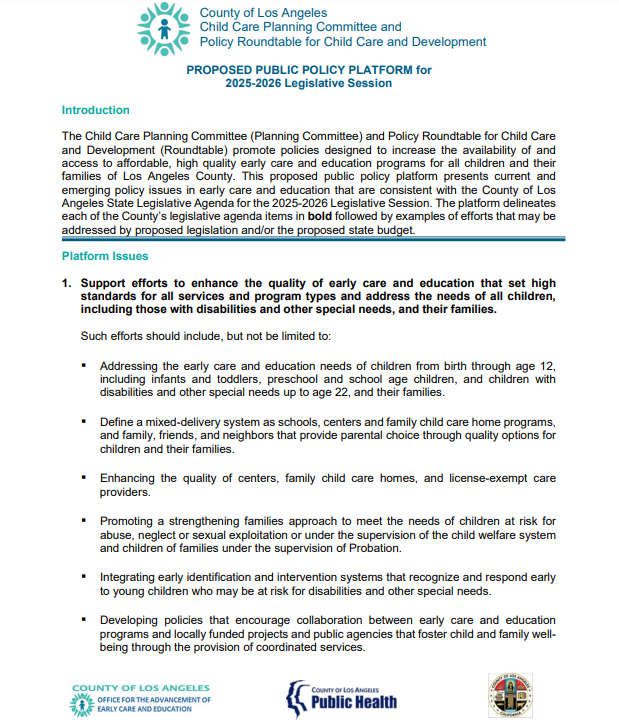 County of Los Angeles
Child Care Planning Committee and
Policy Roundtable for Child Care and Development
PROPOSED PUBLIC POLICY PLATFORM for
2025-2026 Legislative Session
Introduction
The Child Care Planning Committee (Planning Committee) and Policy Roundtable for Child Care
and Development (Roundtable) promote policies designed to increase the availability of and
access to affordable, high quality early care and education programs for all children and their
families of Los Angeles County. This proposed public policy platform presents current and
emerging policy issues in early care and education that are consistent with the County of Los
Angeles State Legislative Agenda for the 2025-2026 Legislative Session. The platform delineates
each of the County's legislative agenda items in bold followed by examples of efforts that may be
addressed by proposed legislation and/or the proposed state budget.
Platform Issues
1. Support efforts to enhance the quality of early care and education that set high
standards for all services and program types and address the needs of all children,
including those with disabilities and other special needs, and their families.
Such efforts should include, but not be limited to:
▪ Addressing the early care and education needs of children from birth through age 12,
including infants and toddlers, preschool and school age children, and children with
disabilities and other special needs up to age 22, and their families.
▪ Define a mixed-delivery system as schools, centers and family child care home programs,
and family, friends, and neighbors that provide parental choice through quality options for
children and their families.
▪ Enhancing the quality of centers, family child care homes, and license-exempt care
providers.
▪ Promoting a strengthening families approach to meet the needs of children at risk for
abuse, neglect or sexual exploitation or under the supervision of the child welfare system
and children of families under the supervision of Probation.
▪ Integrating early identification and intervention systems that recognize and respond early
to young children who may be at risk for disabilities and other special needs.
▪ Developing policies that encourage collaboration between early care and education
programs and locally funded projects and public agencies that foster child and family well-
being through the provision of coordinated services.
COUNTY OF LOS ANGELES
OFFICE FOR THE ADVANCEMENT OF
EARLY CARE AND EDUCATION
COUNTY OF LOS ANGELES
Public Health